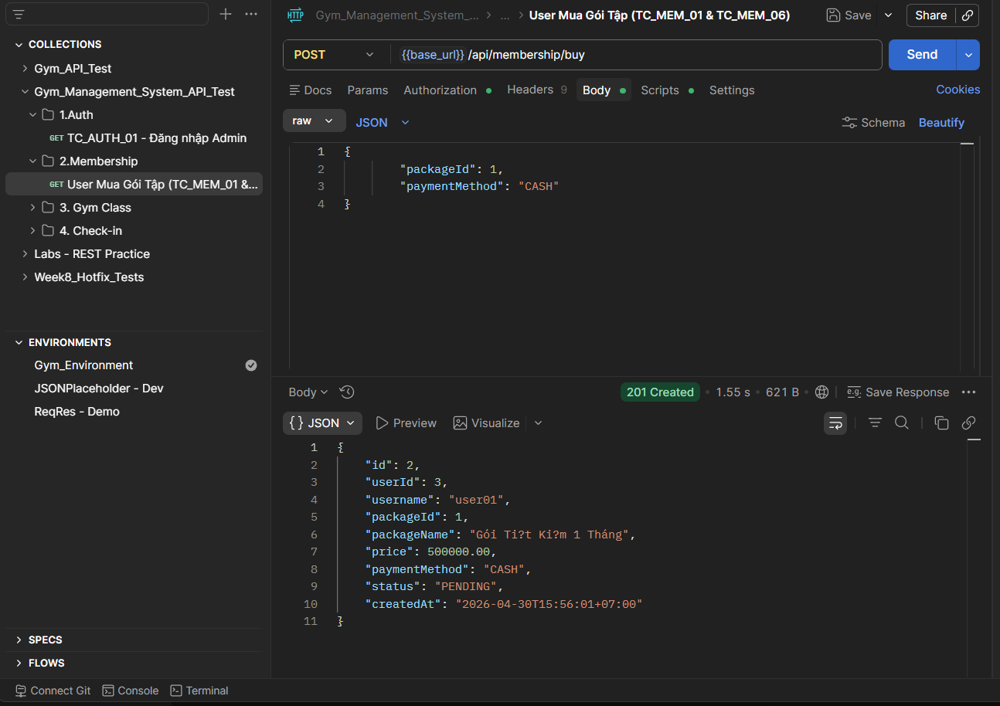 COLLECTIONS
Gym_API_Test
Gym_Management_System_API_Test
1.Auth
GET TC_AUTH_01 - Đăng nhập Admin
2.Membership
GET User Mua Gói Tập (TC_MEM_01 &...
3. Gym Class
4. Check-in
Labs - REST Practice
Week8_Hotfix_Tests
ENVIRONMENTS
Gym_Environment
JSONPlaceholder - Dev
ReqRes - Demo
SPECS
FLOWS
HTTP Gym_Management_System_... > ... > User Mua Gói Tập (TC_MEM_01 & TC_MEM_06) Save Share
POST {{base_url}} /api/membership/buy Send
Docs Params Authorization Headers 9 Body Scripts Settings Cookies
raw JSON Schema Beautify
1 {
2 "packageId": 1,
3 "paymentMethod": "CASH"
4 }
Body 201 Created • 1.55 s • 621 B • e.g. Save Response
{} JSON Preview Visualize
1 {
2 "id": 2,
3 "userId": 3,
4 "username": "user01",
5 "packageId": 1,
6 "packageName": "Gói Ti?t Ki?m 1 Tháng",
7 "price": 500000.00,
8 "paymentMethod": "CASH",
9 "status": "PENDING",
10 "createdAt": "2026-04-30T15:56:01+07:00"
11 }
Connect Git Console Terminal